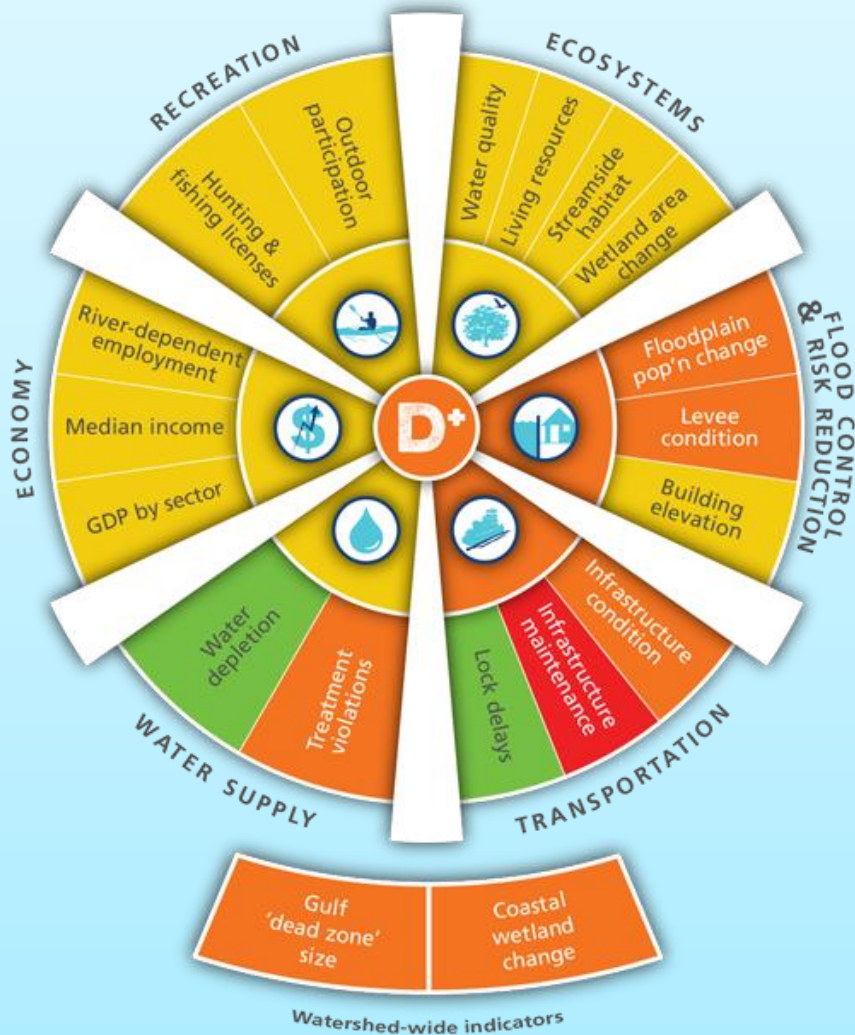 RECREATION
Hunting &
fishing licenses
Outdoor
participation
ECOSYSTEMS
Water quality
Living resources
Streamside
habitat
Wetland area
change
FLOOD CONTROL
& RISK REDUCTION
Floodplain
pop'n change
Levee
condition
Building
elevation
ECONOMY
River-dependent
employment
Median income
GDP by sector
D+
$
WATER SUPPLY
Water
depletion
Treatment
violations
TRANSPORTATION
Lock delays
Infrastructure
maintenance
Infrastructure
condition
Gulf
'dead zone'
size
Coastal
wetland
change
Watershed-wide indicators